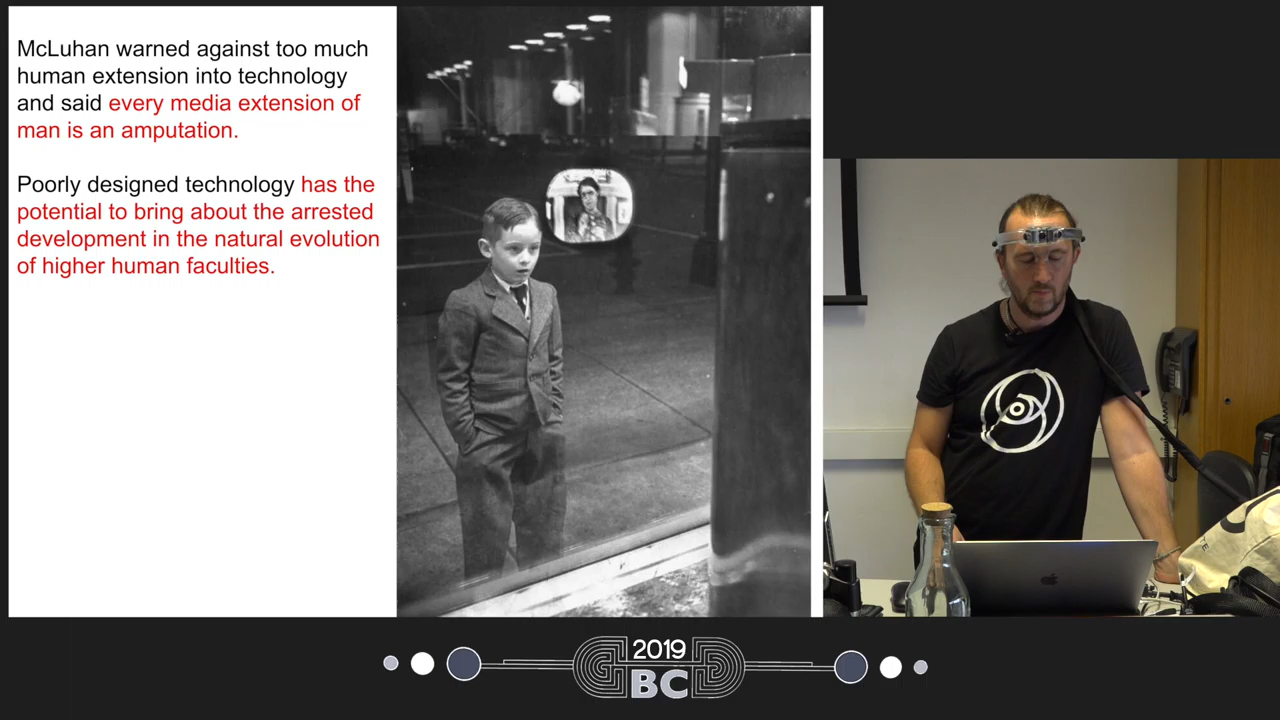 McLuhan warned against too much
human extension into technology
and said every media extension of
man is an amputation.
Poorly designed technology has the
potential to bring about the arrested
development in the natural evolution
of higher human faculties.
2019
BC